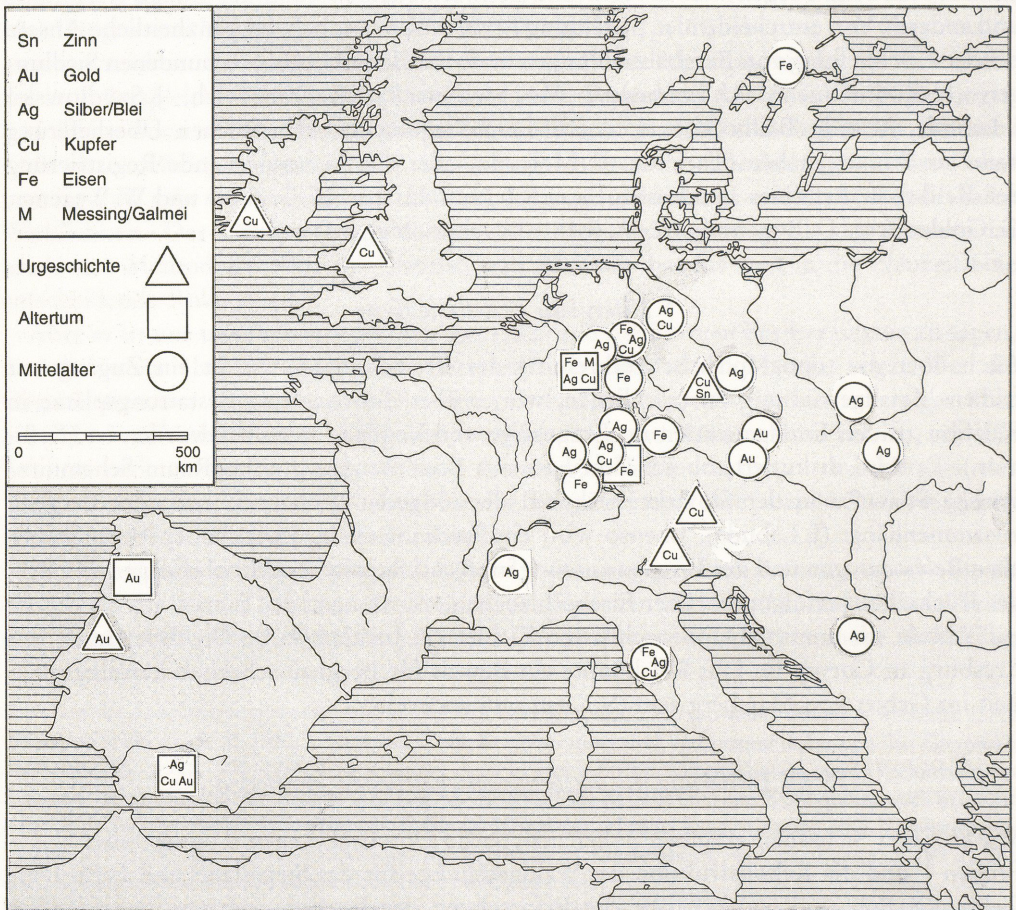 Sn Zinn
Au Gold
Ag Silber/Blei
Cu Kupfer
Fe Eisen
M Messing/Galmei
Urgeschichte
Altertum
Mittelalter
0 500
km
Fe
Cu
Cu
Ag
Cu
Fe
Ag
Cu
Ag
Fe M
Ag Cu
Fe
Cu
Sn
Ag
Ag
Ag
Fe
Au
Ag
Ag
Cu
Fe
Au
Ag
Fe
Cu
Cu
Ag
Au
Au
Ag
Fe
Ag
Cu
Ag
Cu Au